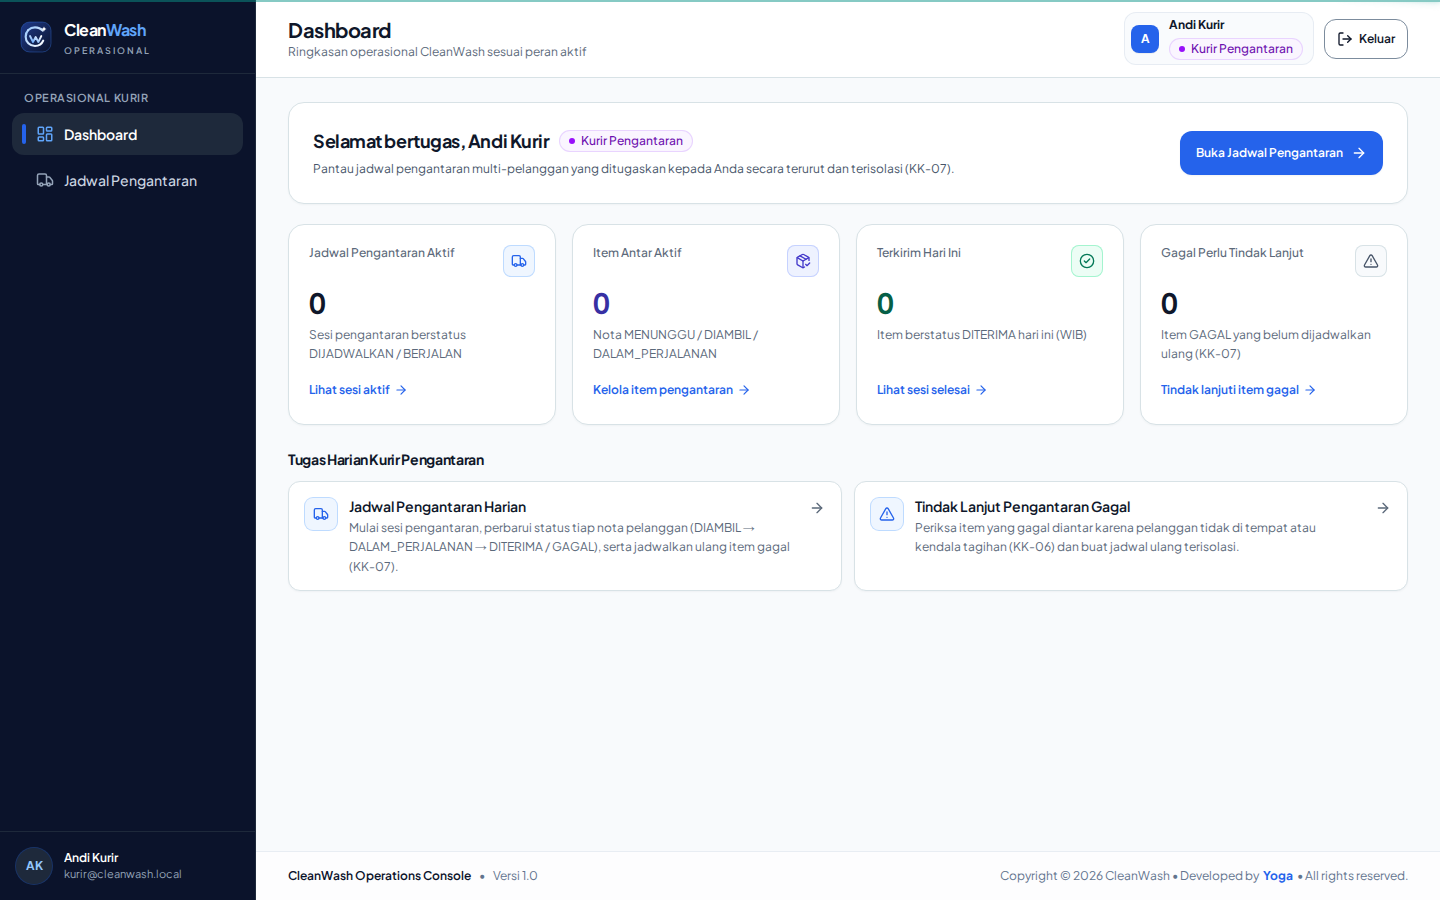 CleanWash
OPERASIONAL
OPERASIONAL KURIR
Dashboard
Jadwal Pengantaran
AK
Andi Kurir
kurir@cleanwash.local
Dashboard
Ringkasan operasional CleanWash sesuai peran aktif
A
Andi Kurir
Kurir Pengantaran
Keluar
Selamat bertugas, Andi Kurir
Kurir Pengantaran
Pantau jadwal pengantaran multi-pelanggan yang ditugaskan kepada Anda secara terurut dan terisolasi (KK-07).
Buka Jadwal Pengantaran
Jadwal Pengantaran Aktif
0
Sesi pengantaran berstatus
DIJADWALKAN / BERJALAN
Lihat sesi aktif →
Item Antar Aktif
0
Nota MENUNGGU / DIAMBIL /
DALAM_PERJALANAN
Kelola item pengantaran →
Terkirim Hari Ini
0
Item berstatus DITERIMA hari ini (WIB)
Lihat sesi selesai →
Gagal Perlu Tindak Lanjut
0
Item GAGAL yang belum dijadwalkan
ulang (KK-07)
Tindak lanjuti item gagal →
Tugas Harian Kurir Pengantaran
Jadwal Pengantaran Harian
Mulai sesi pengantaran, perbarui status tiap nota pelanggan (DIAMBIL →
DALAM_PERJALANAN → DITERIMA / GAGAL), serta jadwalkan ulang item gagal
(KK-07).
Tindak Lanjut Pengantaran Gagal
Periksa item yang gagal diantar karena pelanggan tidak di tempat atau
kendala tagihan (KK-06) dan buat jadwal ulang terisolasi.
CleanWash Operations Console • Versi 1.0
Copyright © 2026 CleanWash • Developed by Yoga • All rights reserved.